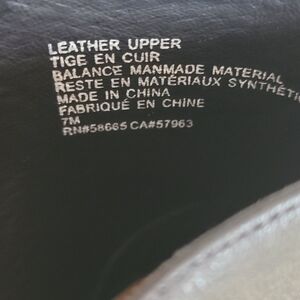 LEATHER UPPER
TIGE EN CUIR
BALANCE MANMADE MATERIAL
RESTE EN MATÉRIAUX SYNTHÉTI
MADE IN CHINA
FABRIQUÉ EN CHINE
7M
RN#58665 CA#57963